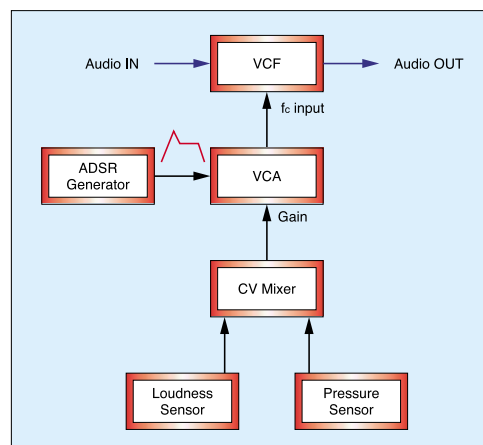 Audio IN
VCF
Audio OUT
fc input
ADSR
Generator
VCA
Gain
CV Mixer
Loudness
Sensor
Pressure
Sensor